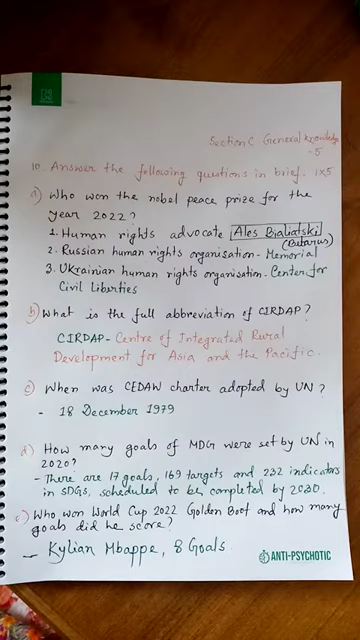 Section C General Knowledge
-5
10. Answer the following questions in brief. 1x5
a) Who won the nobel peace prize for the
year 2022?
1. Human rights advocate Ales Bialiatski
(Belarus)
2. Russian human rights organisation - Memorial
3. Ukrainian human rights organisation - Center for
Civil Liberties
b) What is the full abbreviation of CIRDAP?
CIRDAP - Centre of Integrated Rural
Development for Asia and the Pacific.
c) When was CEDAW charter adopted by UN?
- 18 December 1979
d) How many goals of MDG were set by UN in
2020?
- There are 17 goals, 169 targets and 232 indicators
in SDGs, scheduled to be completed by 2030.
e) Who won World Cup 2022 Golden Boot and how many
goals did he score?
- Kylian Mbappe, 8 Goals
ANTI-PSYCHOTIC